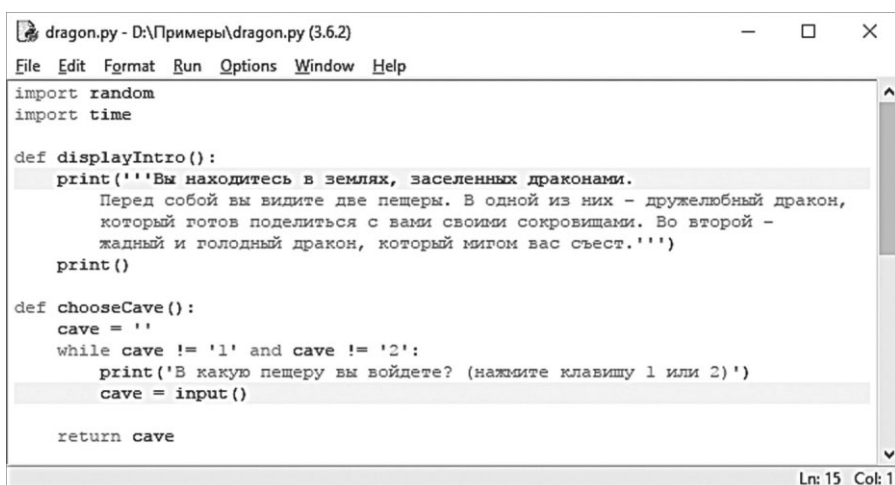 dragon.py - D:\Примеры\dragon.py (3.6.2)
File Edit Format Run Options Window Help
import random
import time
def displayIntro():
print('''Вы находитесь в землях, заселенных драконами.
Перед собой вы видите две пещеры. В одной из них – дружелюбный дракон,
который готов поделиться с вами своими сокровищами. Во второй –
жадный и голодный дракон, который мигом вас съест.''')
print()
def chooseCave():
cave = ''
while cave != '1' and cave != '2':
print('В какую пещеру вы войдете? (нажмите клавишу 1 или 2)')
cave = input()
return cave
Ln: 15 Col: 1